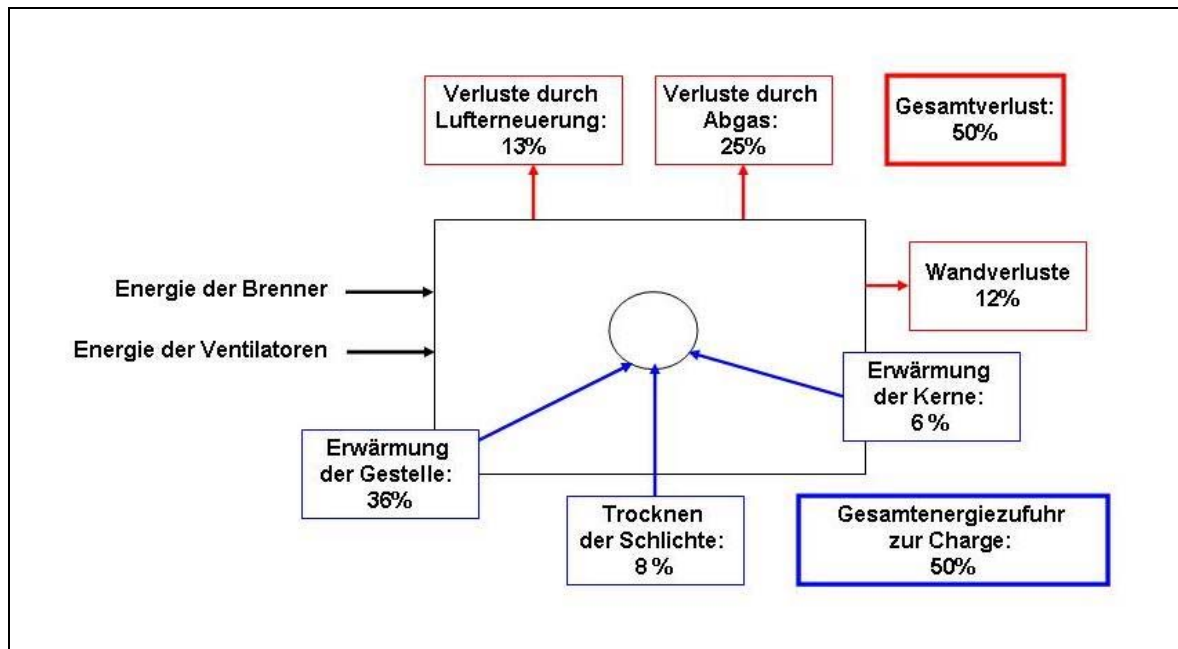 Verluste durch
Lufterneuerung:
13%
Verluste durch
Abgas:
25%
Gesamtverlust:
50%
Energie der Brenner
Energie der Ventilatoren
Wandverluste
12%
Erwärmung
der Kerne:
6 %
Erwärmung
der Gestelle:
36%
Trocknen
der Schlichte:
8 %
Gesamtenergiezufuhr
zur Charge:
50%